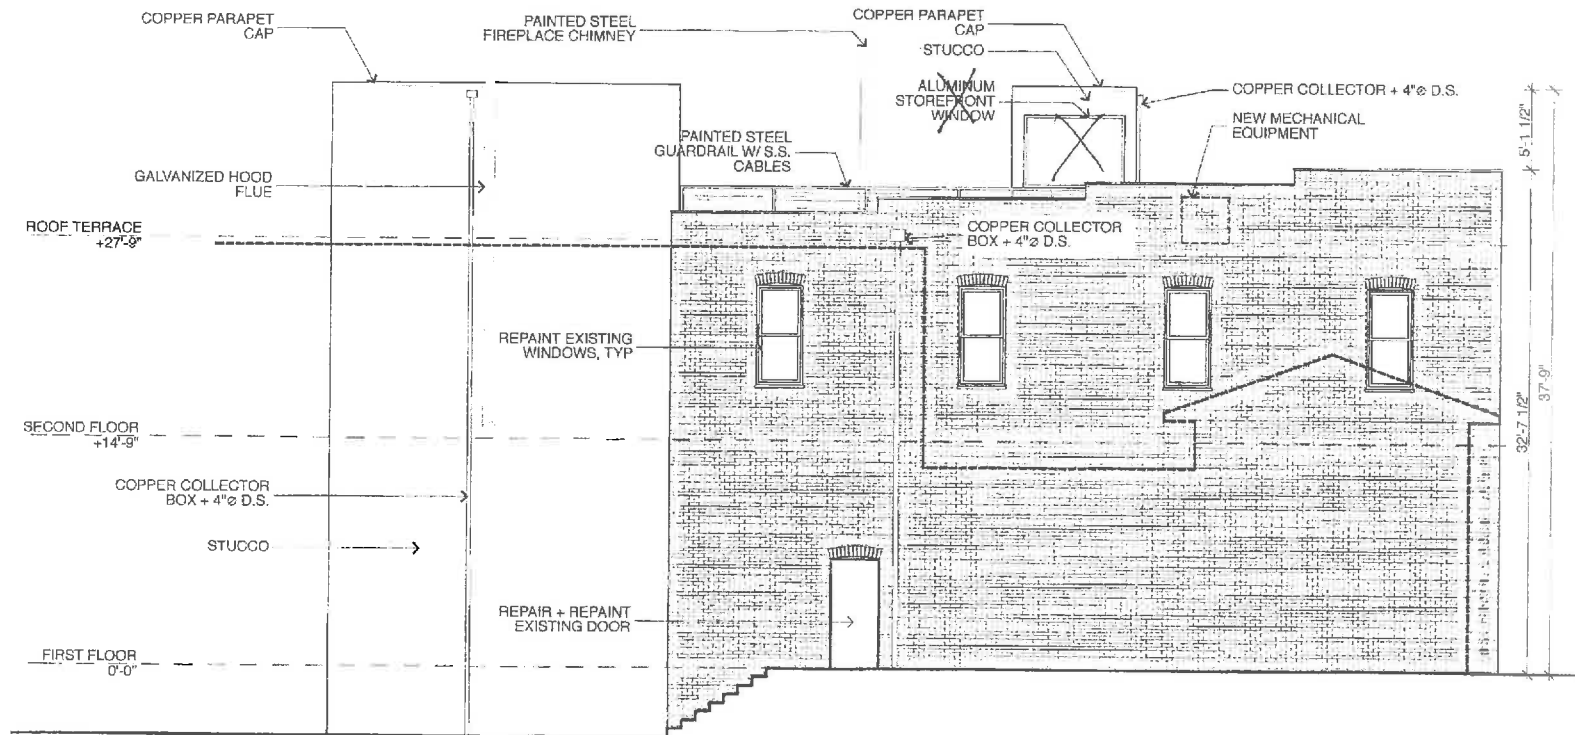 COPPER PARAPET
CAP
PAINTED STEEL
FIREPLACE CHIMNEY
COPPER PARAPET
CAP
STUCCO
ALUMINUM
STOREFRONT
WINDOW
COPPER COLLECTOR + 4"⌀ D.S.
NEW MECHANICAL
EQUIPMENT
PAINTED STEEL
GUARDRAIL W/ S.S.
CABLES
GALVANIZED HOOD
FLUE
ROOF TERRACE
+27'-9"
COPPER COLLECTOR
BOX + 4"⌀ D.S.
REPAINT EXISTING
WINDOWS, TYP
SECOND FLOOR
+14'-9"
COPPER COLLECTOR
BOX + 4"⌀ D.S.
STUCCO
REPAIR + REPAINT
EXISTING DOOR
FIRST FLOOR
0'-0"
5'-1 1/2"
32'-7 1/2"
37'-9"